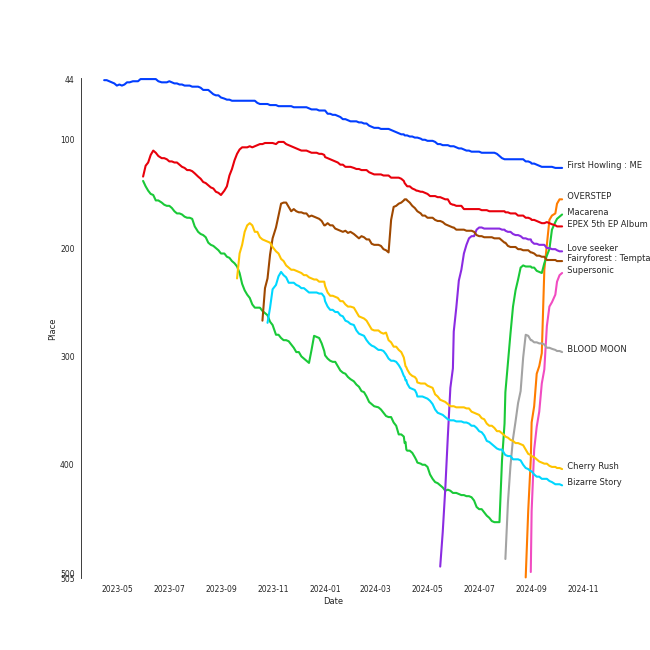 44
100
200
300
400
500
505
Place
2023-05 2023-07 2023-09 2023-11 2024-01 2024-03 2024-05 2024-07 2024-09 2024-11
Date
First Howling : ME
OVERSTEP
Macarena
EPEX 5th EP Album
Love seeker
Fairyforest : Tempta
Supersonic
BLOOD MOON
Cherry Rush
Bizarre Story